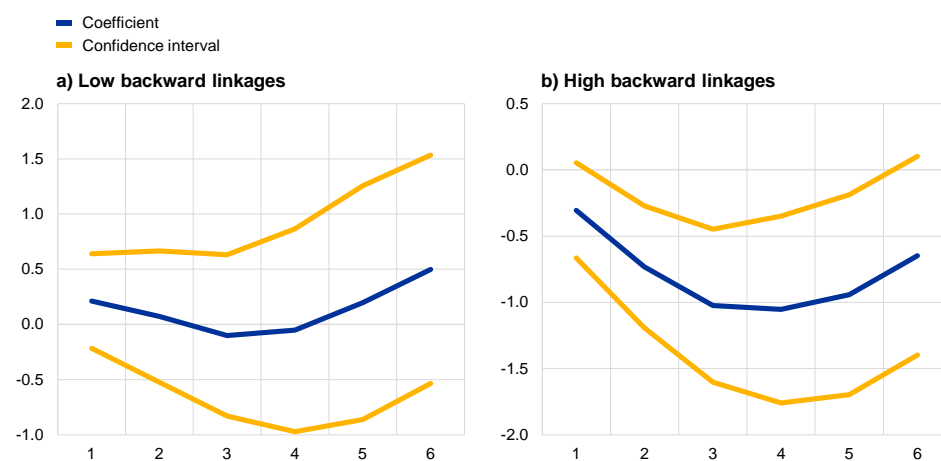 Coefficient
Confidence interval
a) Low backward linkages
2.0
1.5
1.0
0.5
0.0
-0.5
-1.0
1 2 3 4 5 6
b) High backward linkages
0.5
0.0
-0.5
-1.0
-1.5
-2.0
1 2 3 4 5 6